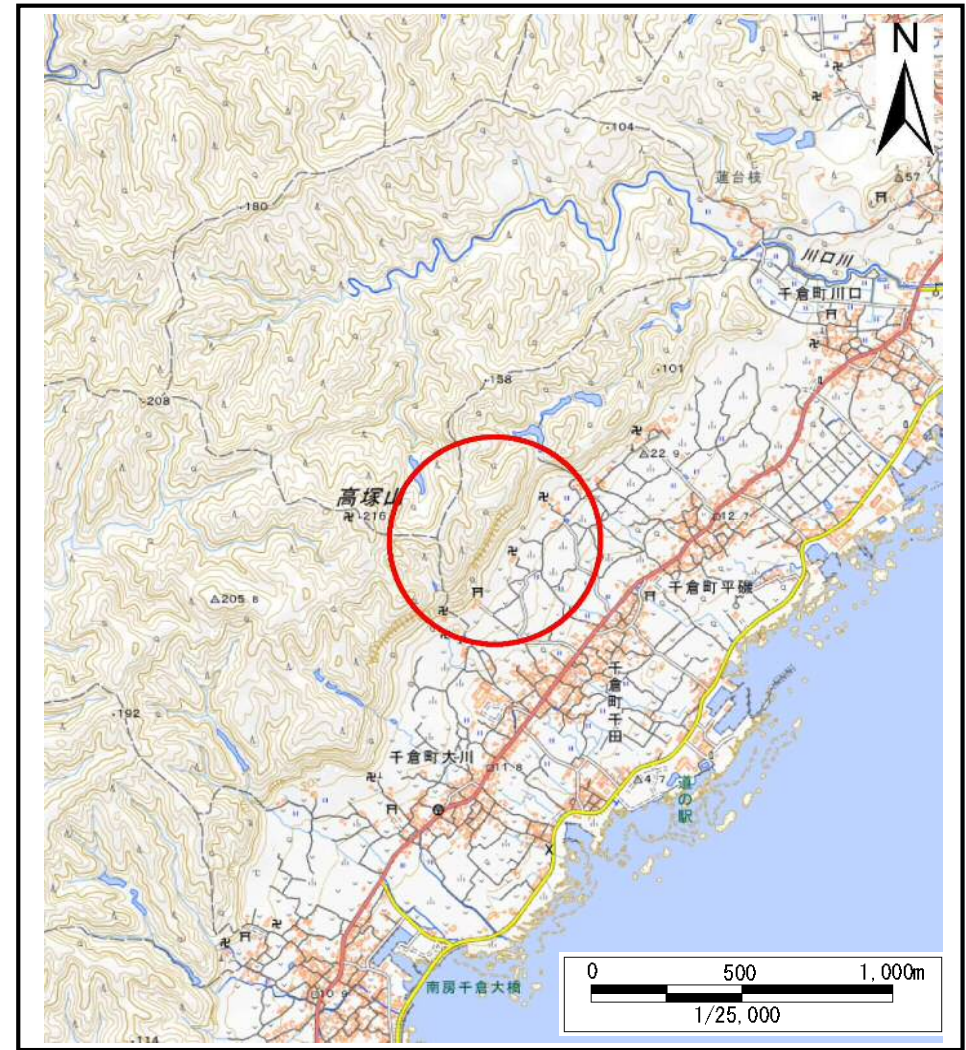 N
・104
蓮台枝
△57.1
・180
川口川
千倉町川口
・158
・101
・208
△22.9
高塚山
・216
12.7
千倉町平磯
△205.8
千倉町千田
・192
千倉町大川
11.8
△4.7
道の駅
10.9
南房千倉大橋
・114
0 500 1,000m
1/25,000